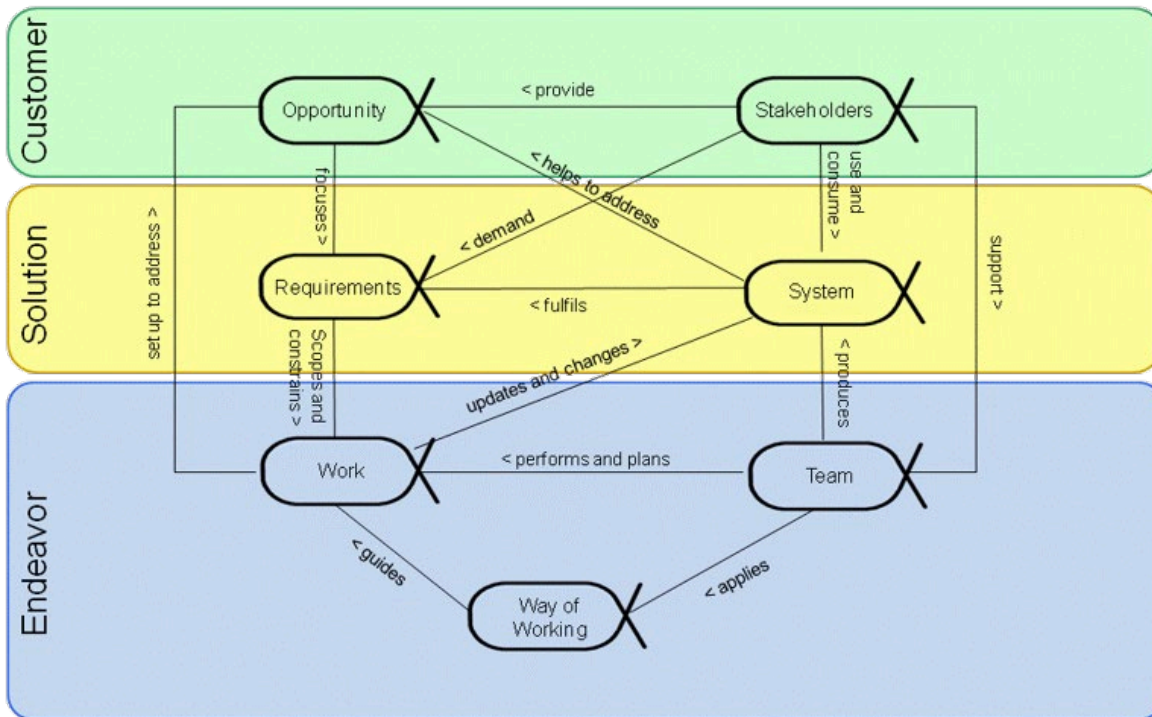 Customer
Opportunity
< provide
Stakeholders
focuses >
< helps to address
use and
consume >
< demand
set up to address >
support >
Solution
Requirements
< fulfils
System
Scopes and
constrains >
updates and changes >
< produces
Endeavor
Work
< performs and plans
Team
< guides
< applies
Way of
Working